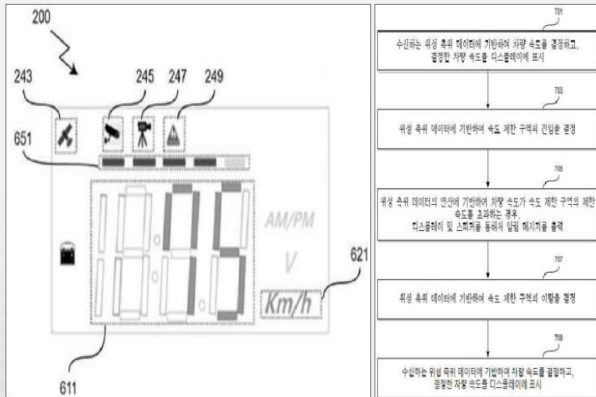 200
243
245
247
249
651
AM/PM
V
Km/h
621
611
701
수신하는 위성 측위 데이터에 기반하여 차량 속도를 결정하고,
결정한 차량 속도를 디스플레이에 표시
703
위성 측위 데이터에 기반하여 속도 제한 구역의 진입을 결정
705
위성 측위 데이터의 연산에 기반하여 차량 속도가 속도 제한 구역의 제한
속도를 초과하는 경우,
디스플레이 및 스피커를 통해서 알림 메시지를 출력
707
위성 측위 데이터에 기반하여 속도 제한 구역의 이탈을 결정
709
수신하는 위성 측위 데이터에 기반하여 차량 속도를 결정하고,
결정한 차량 속도를 디스플레이에 표시